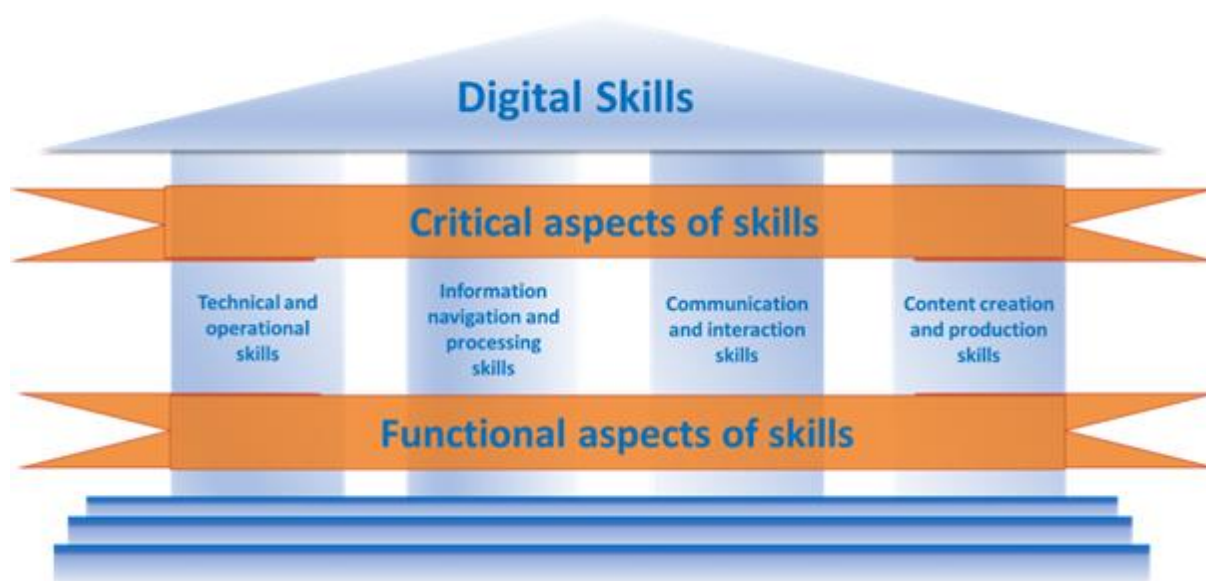 Digital Skills
Critical aspects of skills
Technical and
operational
skills
Information
navigation and
processing
skills
Communication
and interaction
skills
Content creation
and production
skills
Functional aspects of skills